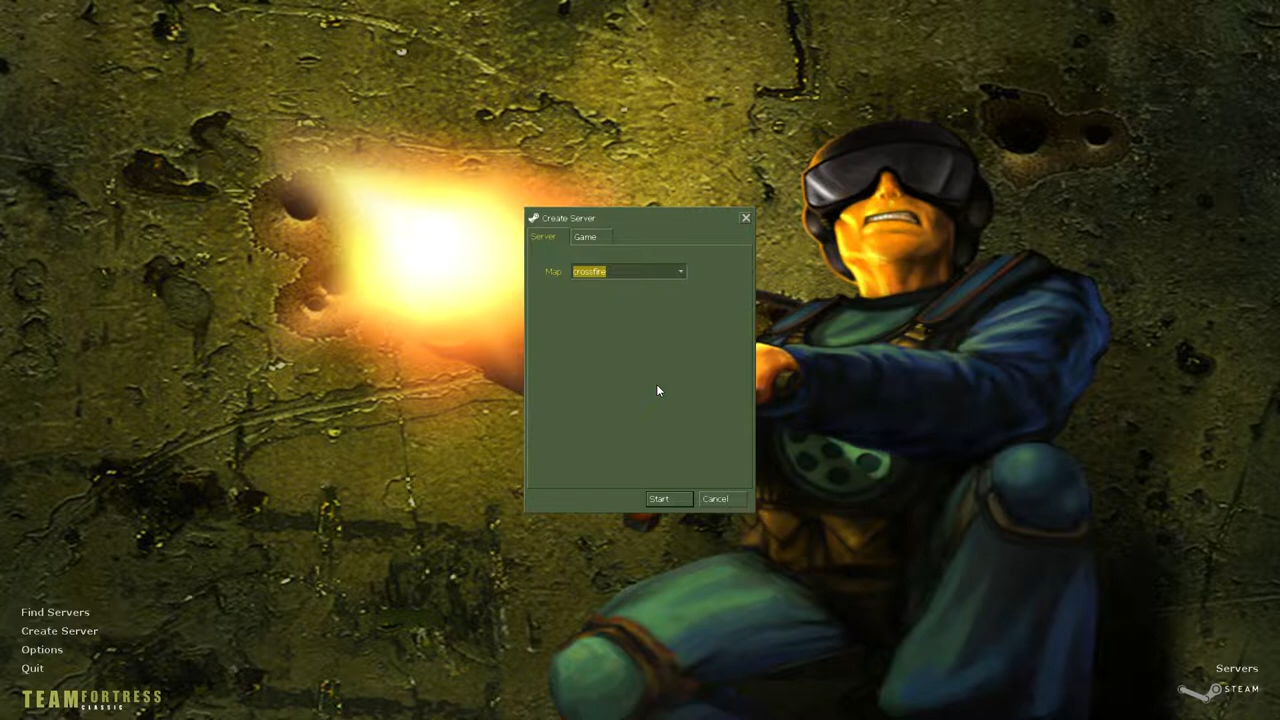 Create Server
Server
Game
Map
crossfire
Start
Cancel
Find Servers
Create Server
Options
Quit
TEAM FORTRESS
CLASSIC
Servers
STEAM